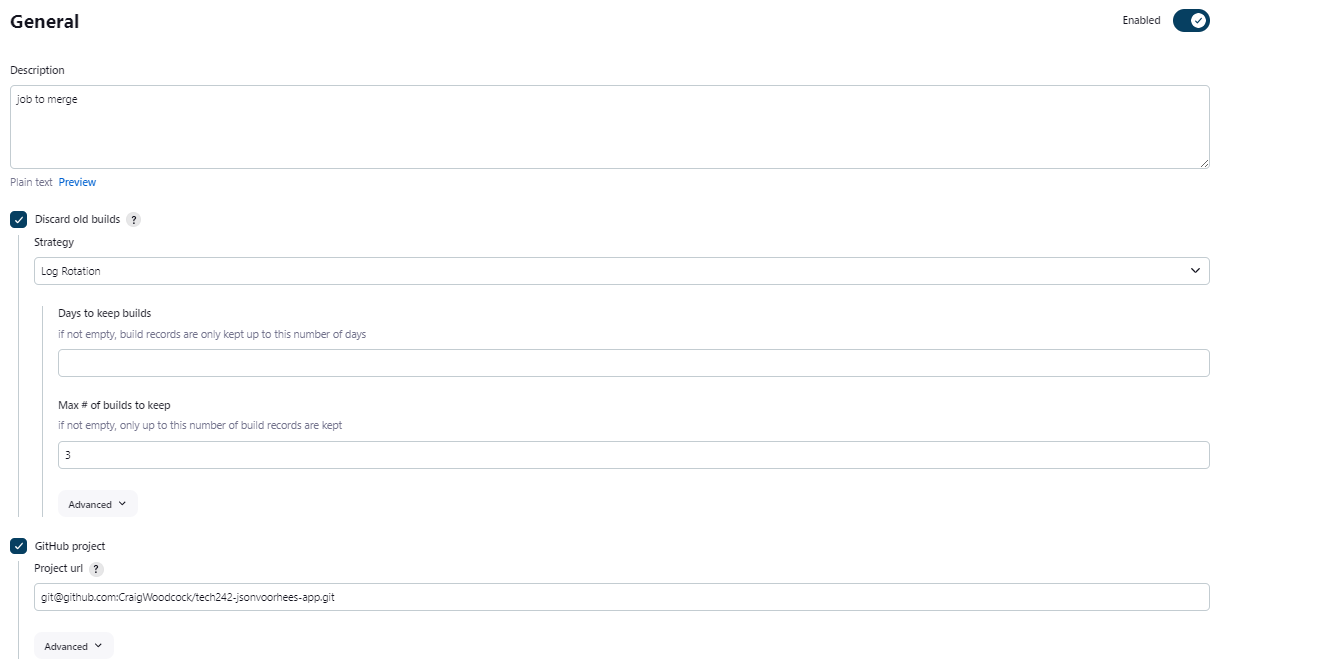 General
Enabled
Description
job to merge
Plain text Preview
Discard old builds ?
Strategy
Log Rotation
Days to keep builds
if not empty, build records are only kept up to this number of days
Max # of builds to keep
if not empty, only up to this number of build records are kept
3
Advanced
GitHub project
Project url ?
git@github.com:CraigWoodcock/tech242-jsonvoorhees-app.git
Advanced